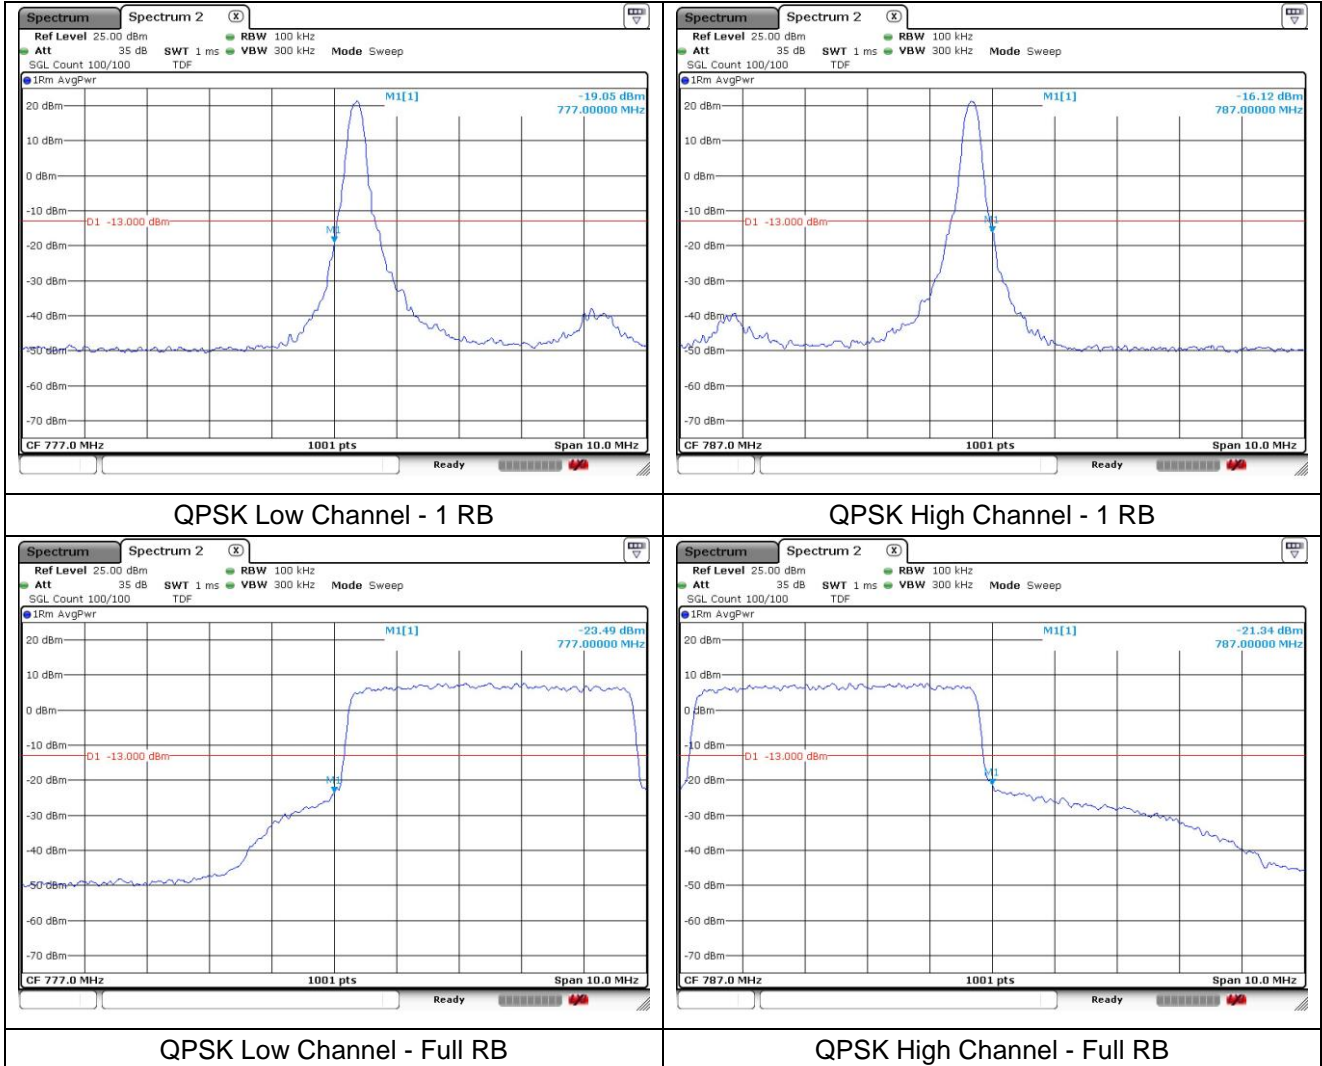 Spectrum Spectrum 2 X
Ref Level 25.00 dBm RBW 100 kHz
Att 35 dB SWT 1 ms VBW 300 kHz Mode Sweep
SGL Count 100/100 TDF
1Rm AvgPwr
M1[1] -19.05 dBm
777.00000 MHz
20 dBm
10 dBm
0 dBm
-10 dBm
D1 -13.000 dBm
M1
-20 dBm
-30 dBm
-40 dBm
-50 dBm
-60 dBm
-70 dBm
CF 777.0 MHz 1001 pts Span 10.0 MHz
Ready
Spectrum Spectrum 2 X
Ref Level 25.00 dBm RBW 100 kHz
Att 35 dB SWT 1 ms VBW 300 kHz Mode Sweep
SGL Count 100/100 TDF
1Rm AvgPwr
M1[1] -16.12 dBm
787.00000 MHz
20 dBm
10 dBm
0 dBm
-10 dBm
D1 -13.000 dBm
M1
-20 dBm
-30 dBm
-40 dBm
-50 dBm
-60 dBm
-70 dBm
CF 787.0 MHz 1001 pts Span 10.0 MHz
Ready
QPSK Low Channel - 1 RB
QPSK High Channel - 1 RB
Spectrum Spectrum 2 X
Ref Level 25.00 dBm RBW 100 kHz
Att 35 dB SWT 1 ms VBW 300 kHz Mode Sweep
SGL Count 100/100 TDF
1Rm AvgPwr
M1[1] -23.49 dBm
777.00000 MHz
20 dBm
10 dBm
0 dBm
-10 dBm
D1 -13.000 dBm
M1
-20 dBm
-30 dBm
-40 dBm
-50 dBm
-60 dBm
-70 dBm
CF 777.0 MHz 1001 pts Span 10.0 MHz
Ready
Spectrum Spectrum 2 X
Ref Level 25.00 dBm RBW 100 kHz
Att 35 dB SWT 1 ms VBW 300 kHz Mode Sweep
SGL Count 100/100 TDF
1Rm AvgPwr
M1[1] -21.34 dBm
787.00000 MHz
20 dBm
10 dBm
0 dBm
-10 dBm
D1 -13.000 dBm
M1
-20 dBm
-30 dBm
-40 dBm
-50 dBm
-60 dBm
-70 dBm
CF 787.0 MHz 1001 pts Span 10.0 MHz
Ready
QPSK Low Channel - Full RB
QPSK High Channel - Full RB